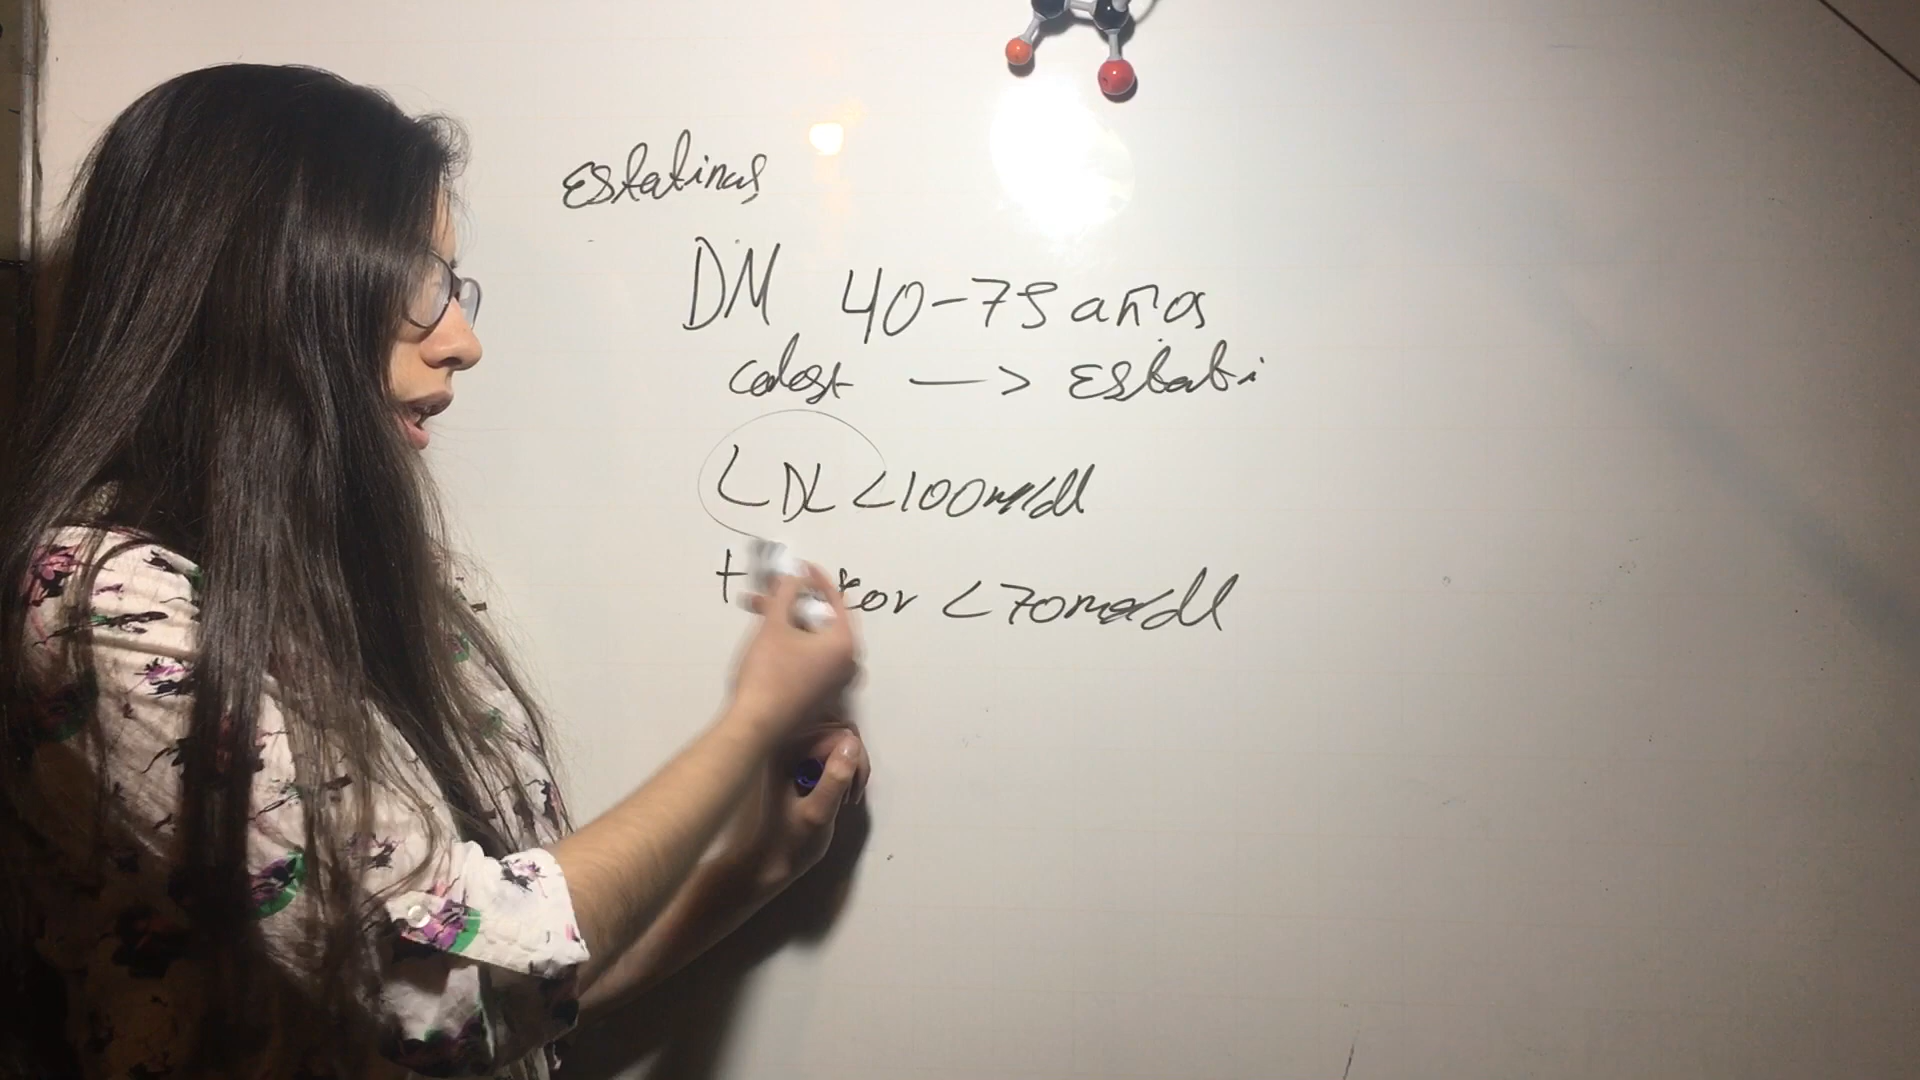 Estatinas
DM 40-75 años
colest —> Estati
LDL <100mg/dl
<70mg/dl